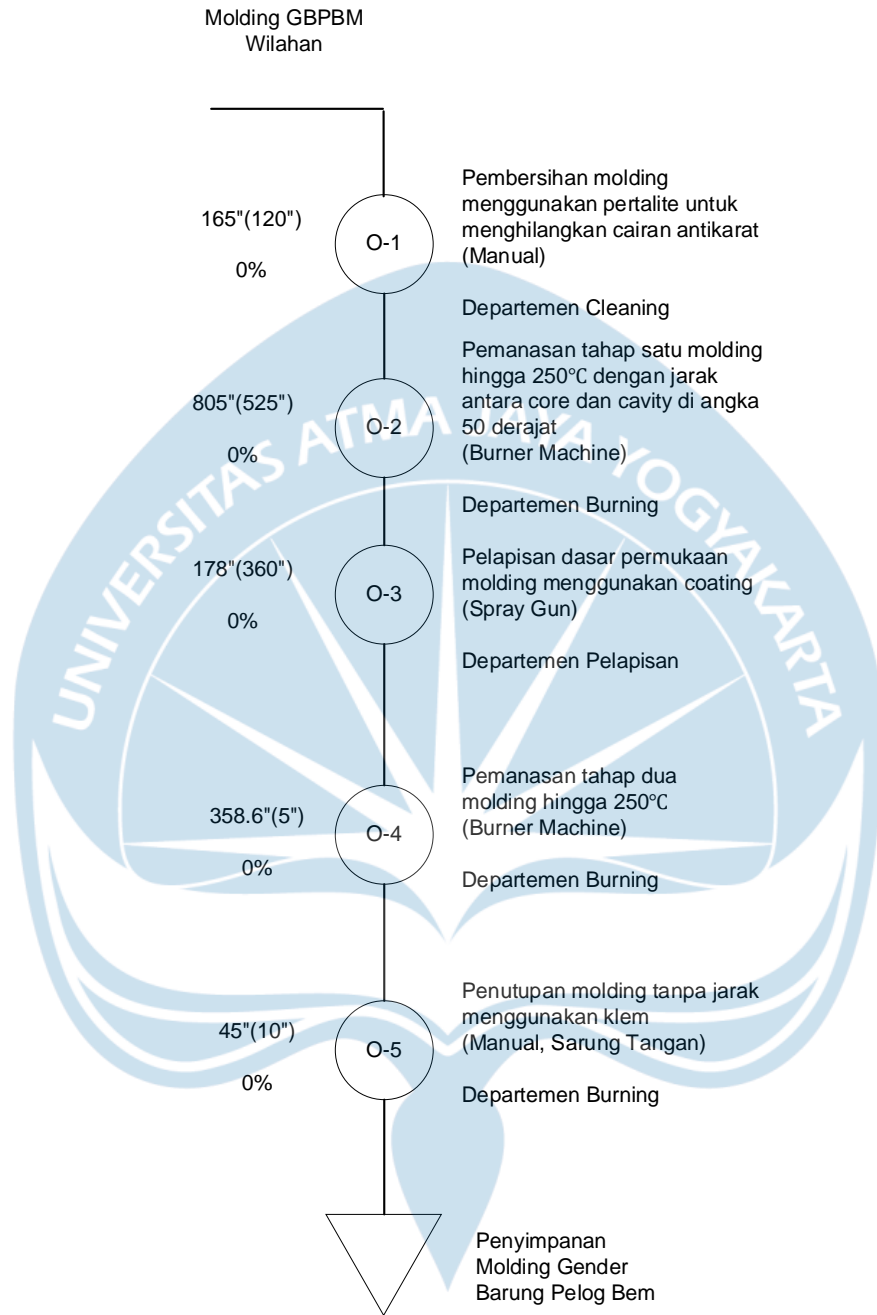 Molding GBPBM
Wilahan
165"(120")
0%
O-1
Pembersihan molding
menggunakan pertalite untuk
menghilangkan cairan antikarat
(Manual)
Departemen Cleaning
805"(525")
0%
O-2
Pemanasan tahap satu molding
hingga 250℃ dengan jarak
antara core dan cavity di angka
50 derajat
(Burner Machine)
Departemen Burning
178"(360")
0%
O-3
Pelapisan dasar permukaan
molding menggunakan coating
(Spray Gun)
Departemen Pelapisan
358.6"(5")
0%
O-4
Pemanasan tahap dua
molding hingga 250℃
(Burner Machine)
Departemen Burning
45"(10")
0%
O-5
Penutupan molding tanpa jarak
menggunakan klem
(Manual, Sarung Tangan)
Departemen Burning
Penyimpanan
Molding Gender
Barung Pelog Bem
UNIVERSITAS ATMA JAYA YOGYAKARTA